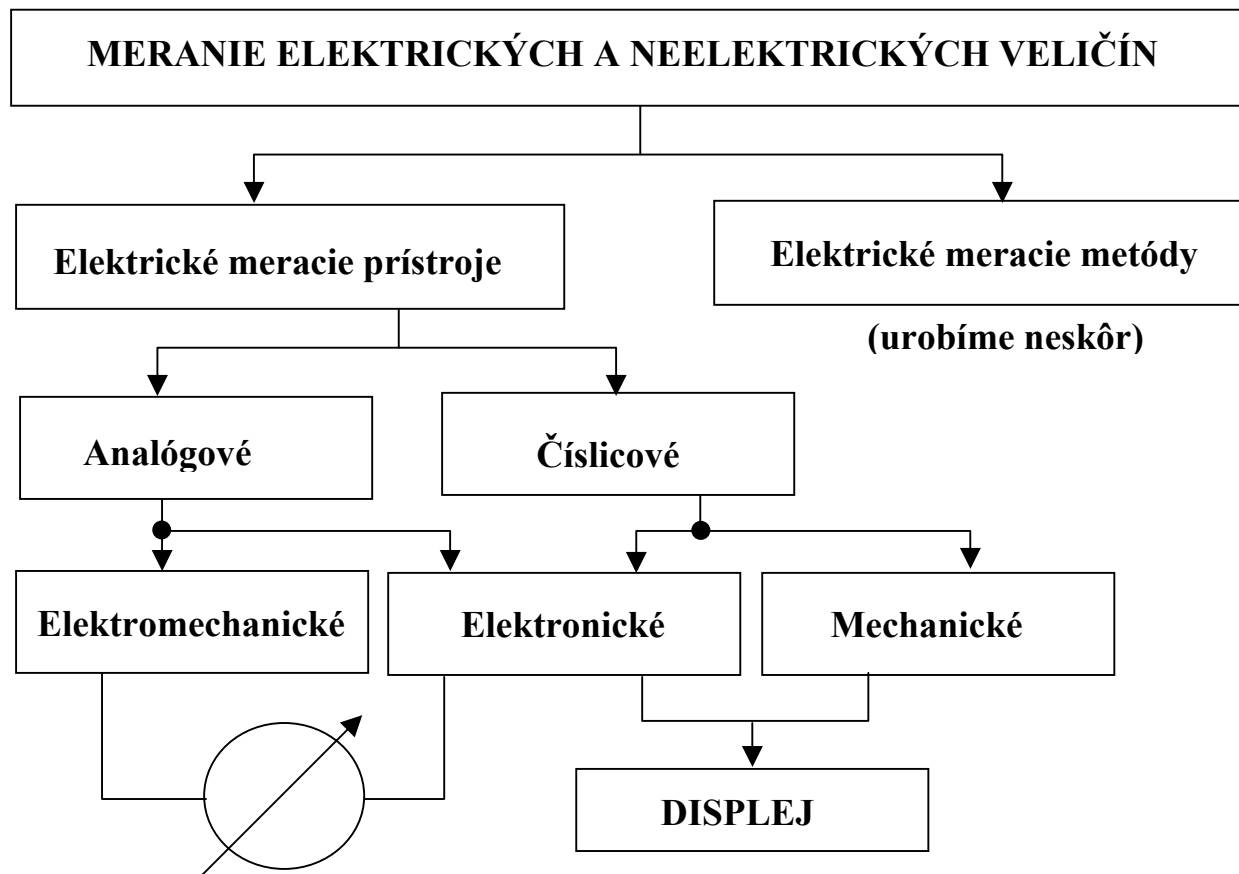 MERANIE ELEKTRICKÝCH A NEELEKTRICKÝCH VELIČÍN
Elektrické meracie prístroje
Elektrické meracie metódy
(urobíme neskôr)
Analógové
Číslicové
Elektromechanické
Elektronické
Mechanické
DISPLEJ